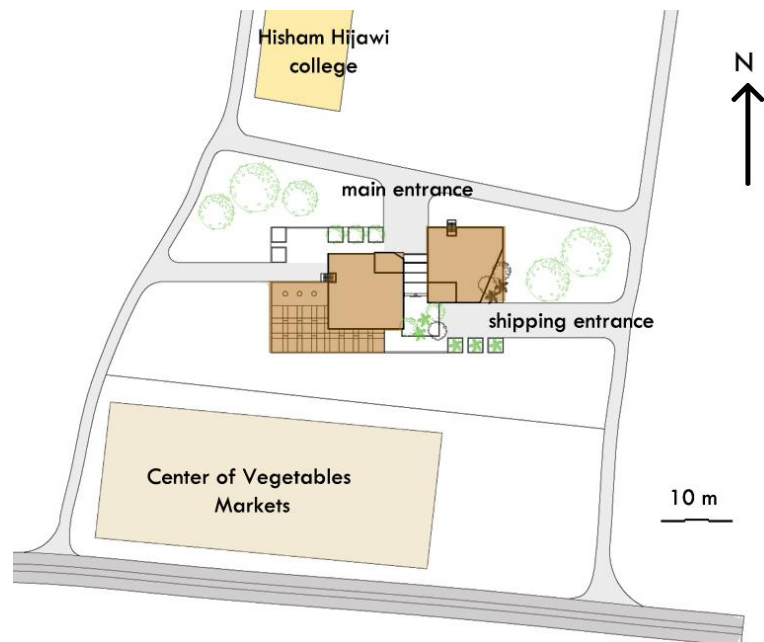 Hisham Hijawi
college
N
main entrance
shipping entrance
Center of Vegetables
Markets
10 m